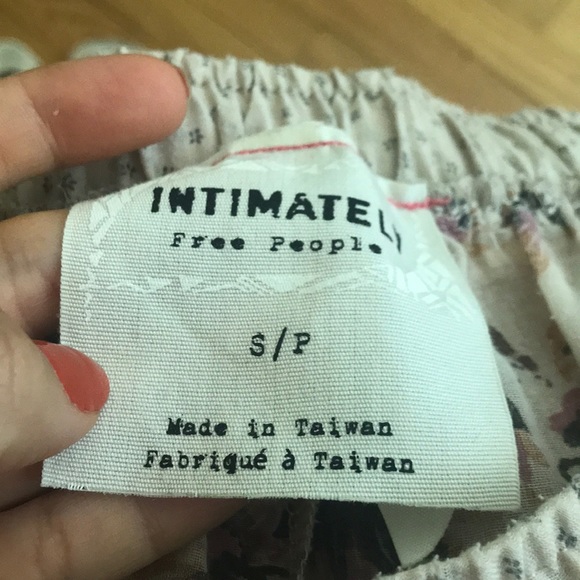 INTIMATELY
Free People
S/P
Made in Taiwan
Fabriqué à Taiwan